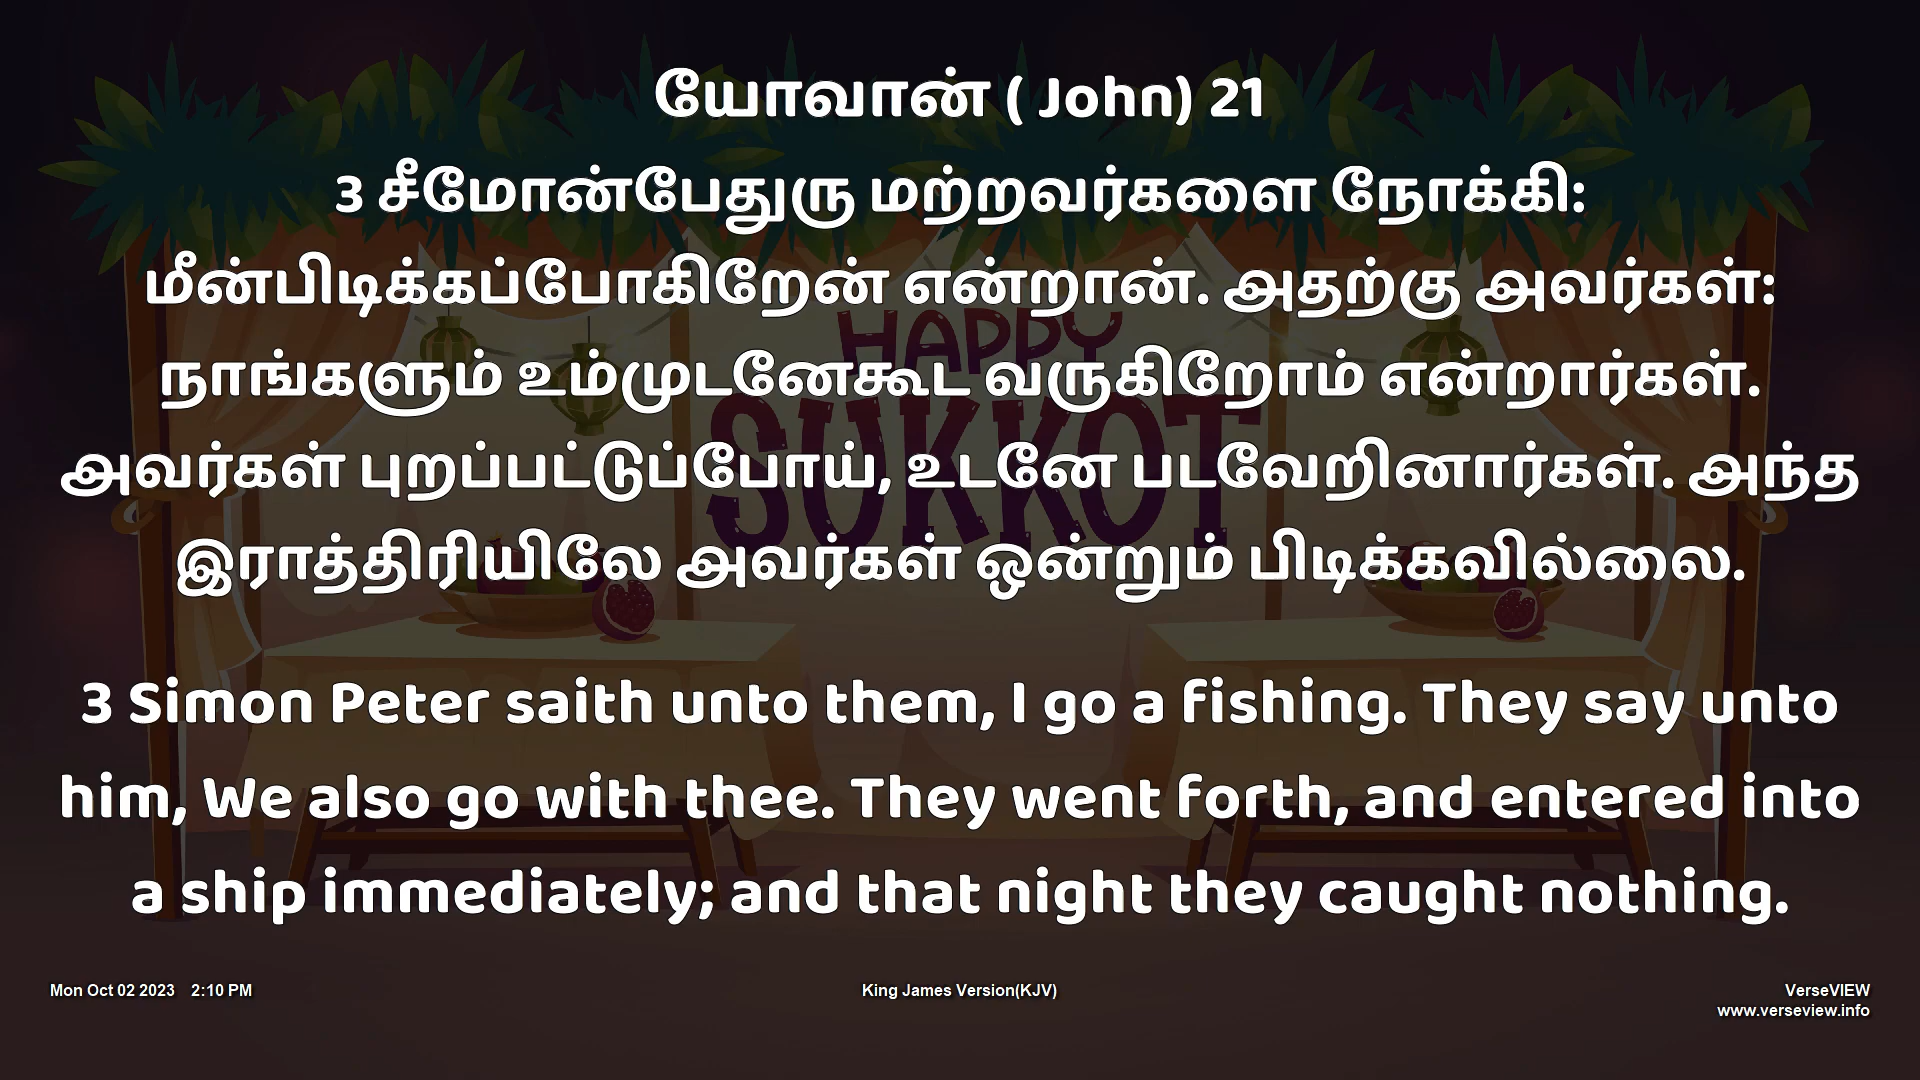 யோவான் ( John) 21
3 சீமோன்பேதுரு மற்றவர்களை நோக்கி:
மீன்பிடிக்கப்போகிறேன் என்றான். அதற்கு அவர்கள்:
நாங்களும் உம்முடனேகூட வருகிறோம் என்றார்கள்.
அவர்கள் புறப்பட்டுப்போய், உடனே படவேறினார்கள். அந்த
இராத்திரியிலே அவர்கள் ஒன்றும் பிடிக்கவில்லை.
HAPPY
SUKKOT
3 Simon Peter saith unto them, I go a fishing. They say unto
him, We also go with thee. They went forth, and entered into
a ship immediately; and that night they caught nothing.
Mon Oct 02 2023 2:10 PM
King James Version(KJV)
VerseVIEW
www.verseview.info